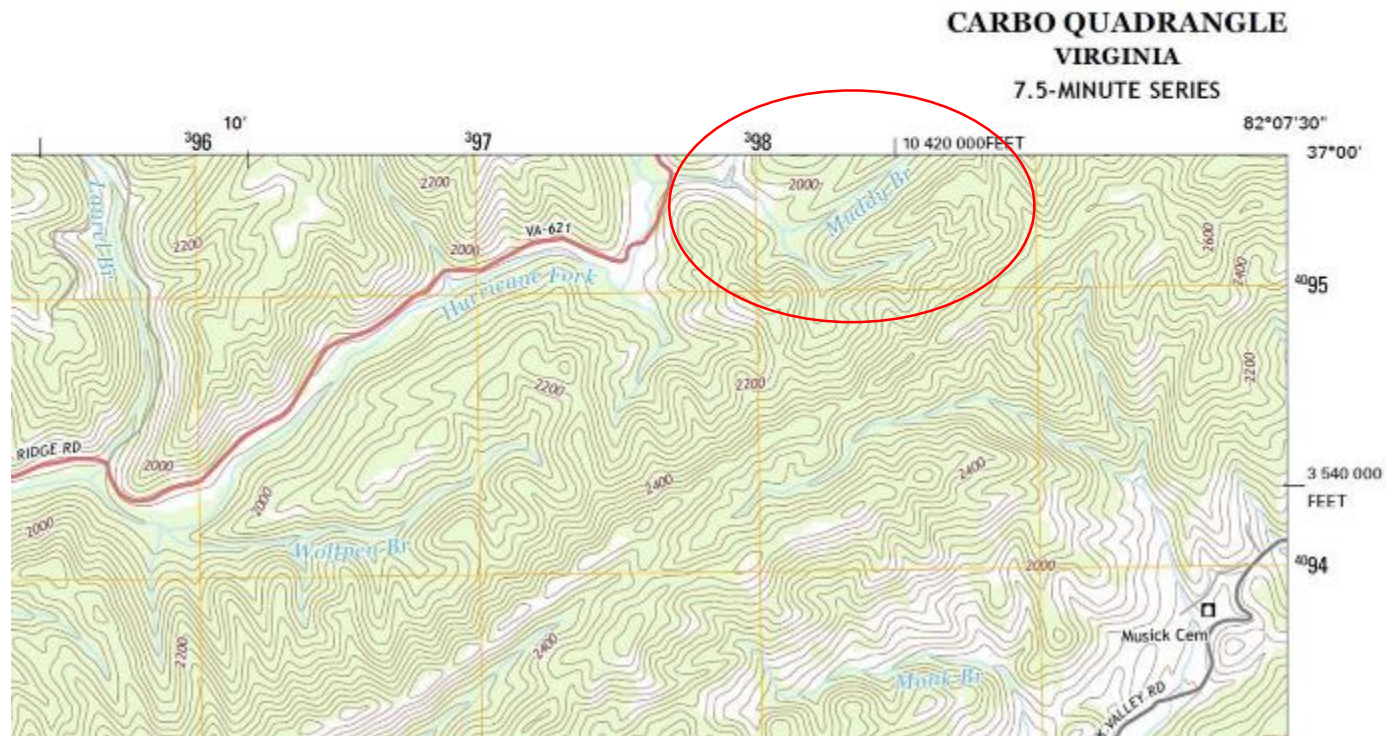 CARBO QUADRANGLE
VIRGINIA
7.5-MINUTE SERIES
10′
82°07'30"
³96
³97
³98
10 420 000FEET
37°00'
Laurel Br
2200
2000
Muddy Br
2200
VA-621
2000
2600
2400
Hurricane Fork
⁴⁰95
2200
2200
2200
RIDGE RD
2000
2000
2400
2400
3 540 000
FEET
2000
Wolfpen Br
2000
⁴⁰94
2200
2400
Musick Cem
Monk Br
K VALLEY RD